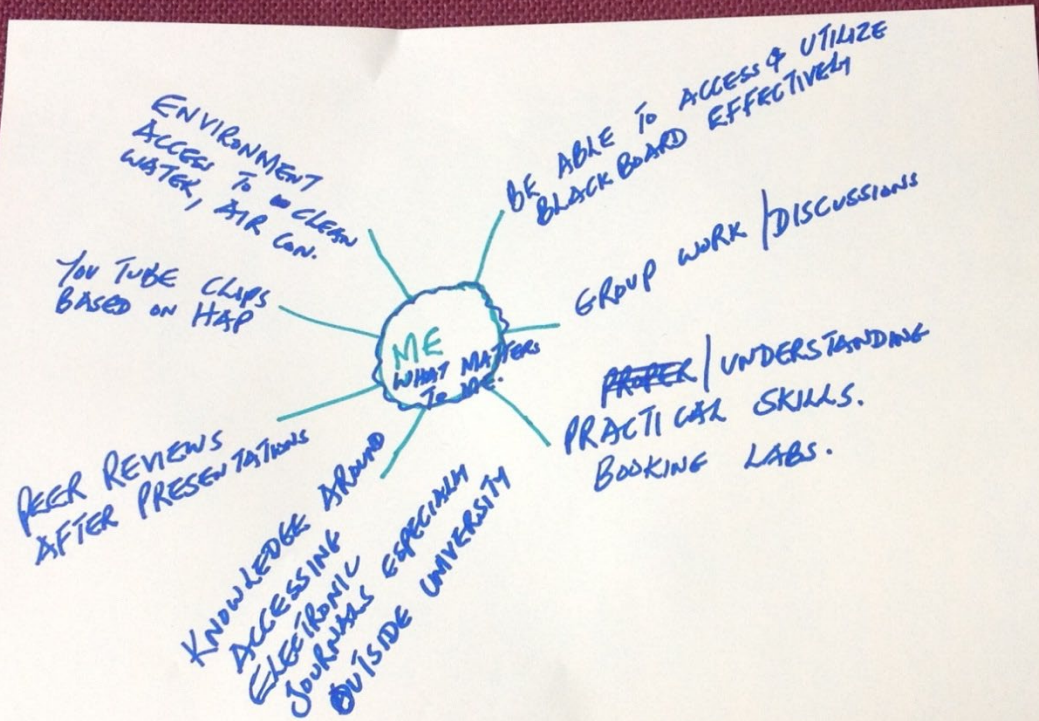 ME
WHAT MATTERS
TO ME.
BE ABLE TO ACCESS & UTILIZE
BLACKBOARD EFFECTIVELY
GROUP WORK / DISCUSSIONS
PROPER / UNDERSTANDING
PRACTICAL SKILLS.
BOOKING LABS.
KNOWLEDGE AROUND
ACCESSING
ELECTRONIC
JOURNALS ESPECIALLY
OUTSIDE UNIVERSITY
PEER REVIEWS
AFTER PRESENTATIONS
YOU TUBE CLIPS
BASED ON HAP
ENVIRONMENT
ACCESS TO CLEAN
WATER, AIR CON.